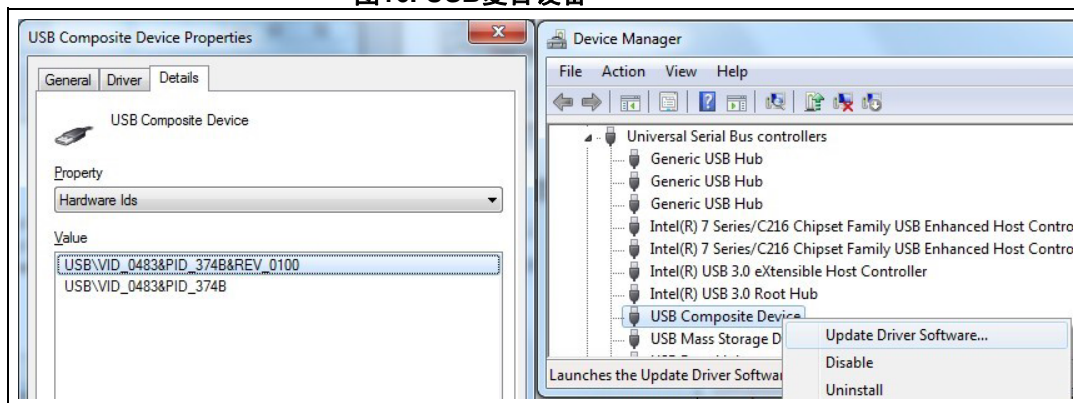 USB Composite Device Properties
General Driver Details
USB Composite Device
Property
Hardware Ids
Value
USB\VID_0483&PID_374B&REV_0100
USB\VID_0483&PID_374B
Device Manager
File Action View Help
Universal Serial Bus controllers
Generic USB Hub
Generic USB Hub
Generic USB Hub
Intel(R) 7 Series/C216 Chipset Family USB Enhanced Host Contro
Intel(R) 7 Series/C216 Chipset Family USB Enhanced Host Contro
Intel(R) USB 3.0 eXtensible Host Controller
Intel(R) USB 3.0 Root Hub
USB Composite Device
USB Mass Storage D
Launches the Update Driver Softwa
Update Driver Software...
Disable
Uninstall